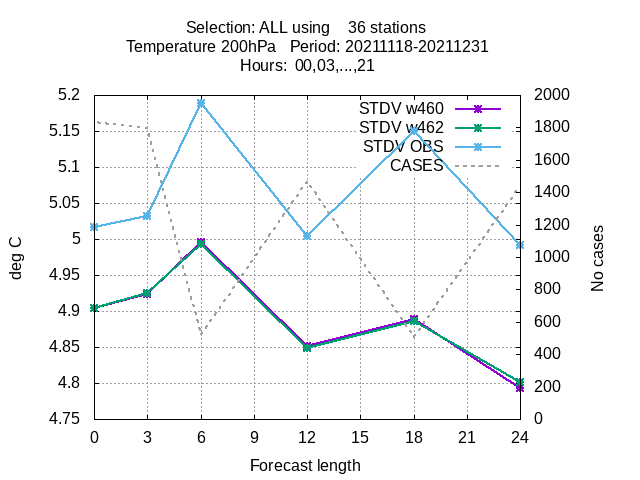 Selection: ALL using 36 stations
Temperature 200hPa Period: 20211118-20211231
Hours: 00,03,...,21
5.2
5.15
5.1
5.05
5
4.95
4.9
4.85
4.8
4.75
deg C
STDV w460
STDV w462
STDV OBS
CASES
2000
1800
1600
1400
1200
1000
800
600
400
200
0
No cases
0 3 6 9 12 15 18 21 24
Forecast length